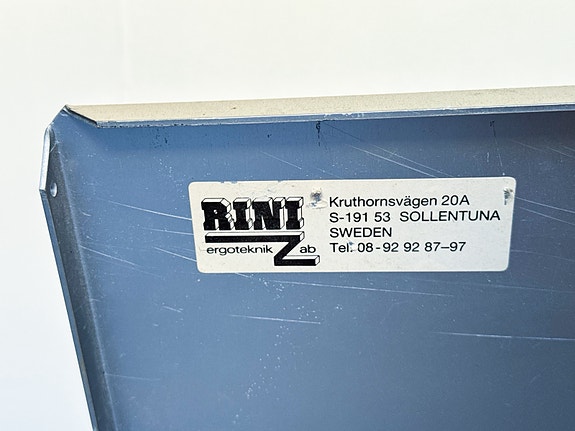 RINI
ergoteknik ab
Kruthornsvägen 20A
S-191 53 SOLLENTUNA
SWEDEN
Tel. 08-92 92 87-97